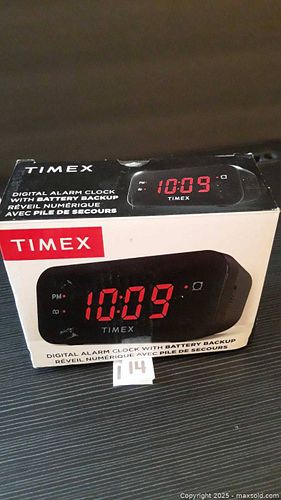 TIMEX
DIGITAL ALARM CLOCK
WITH BATTERY BACKUP
RÉVEIL NUMÉRIQUE
AVEC PILE DE SECOURS
10:09
TIMEX
TIMEX
PM
10:09
TIMEX
DIGITAL ALARM CLOCK WITH BATTERY BACKUP
RÉVEIL NUMÉRIQUE AVEC PILE DE SECOURS
114
Copyright 2025 - maxsold.com